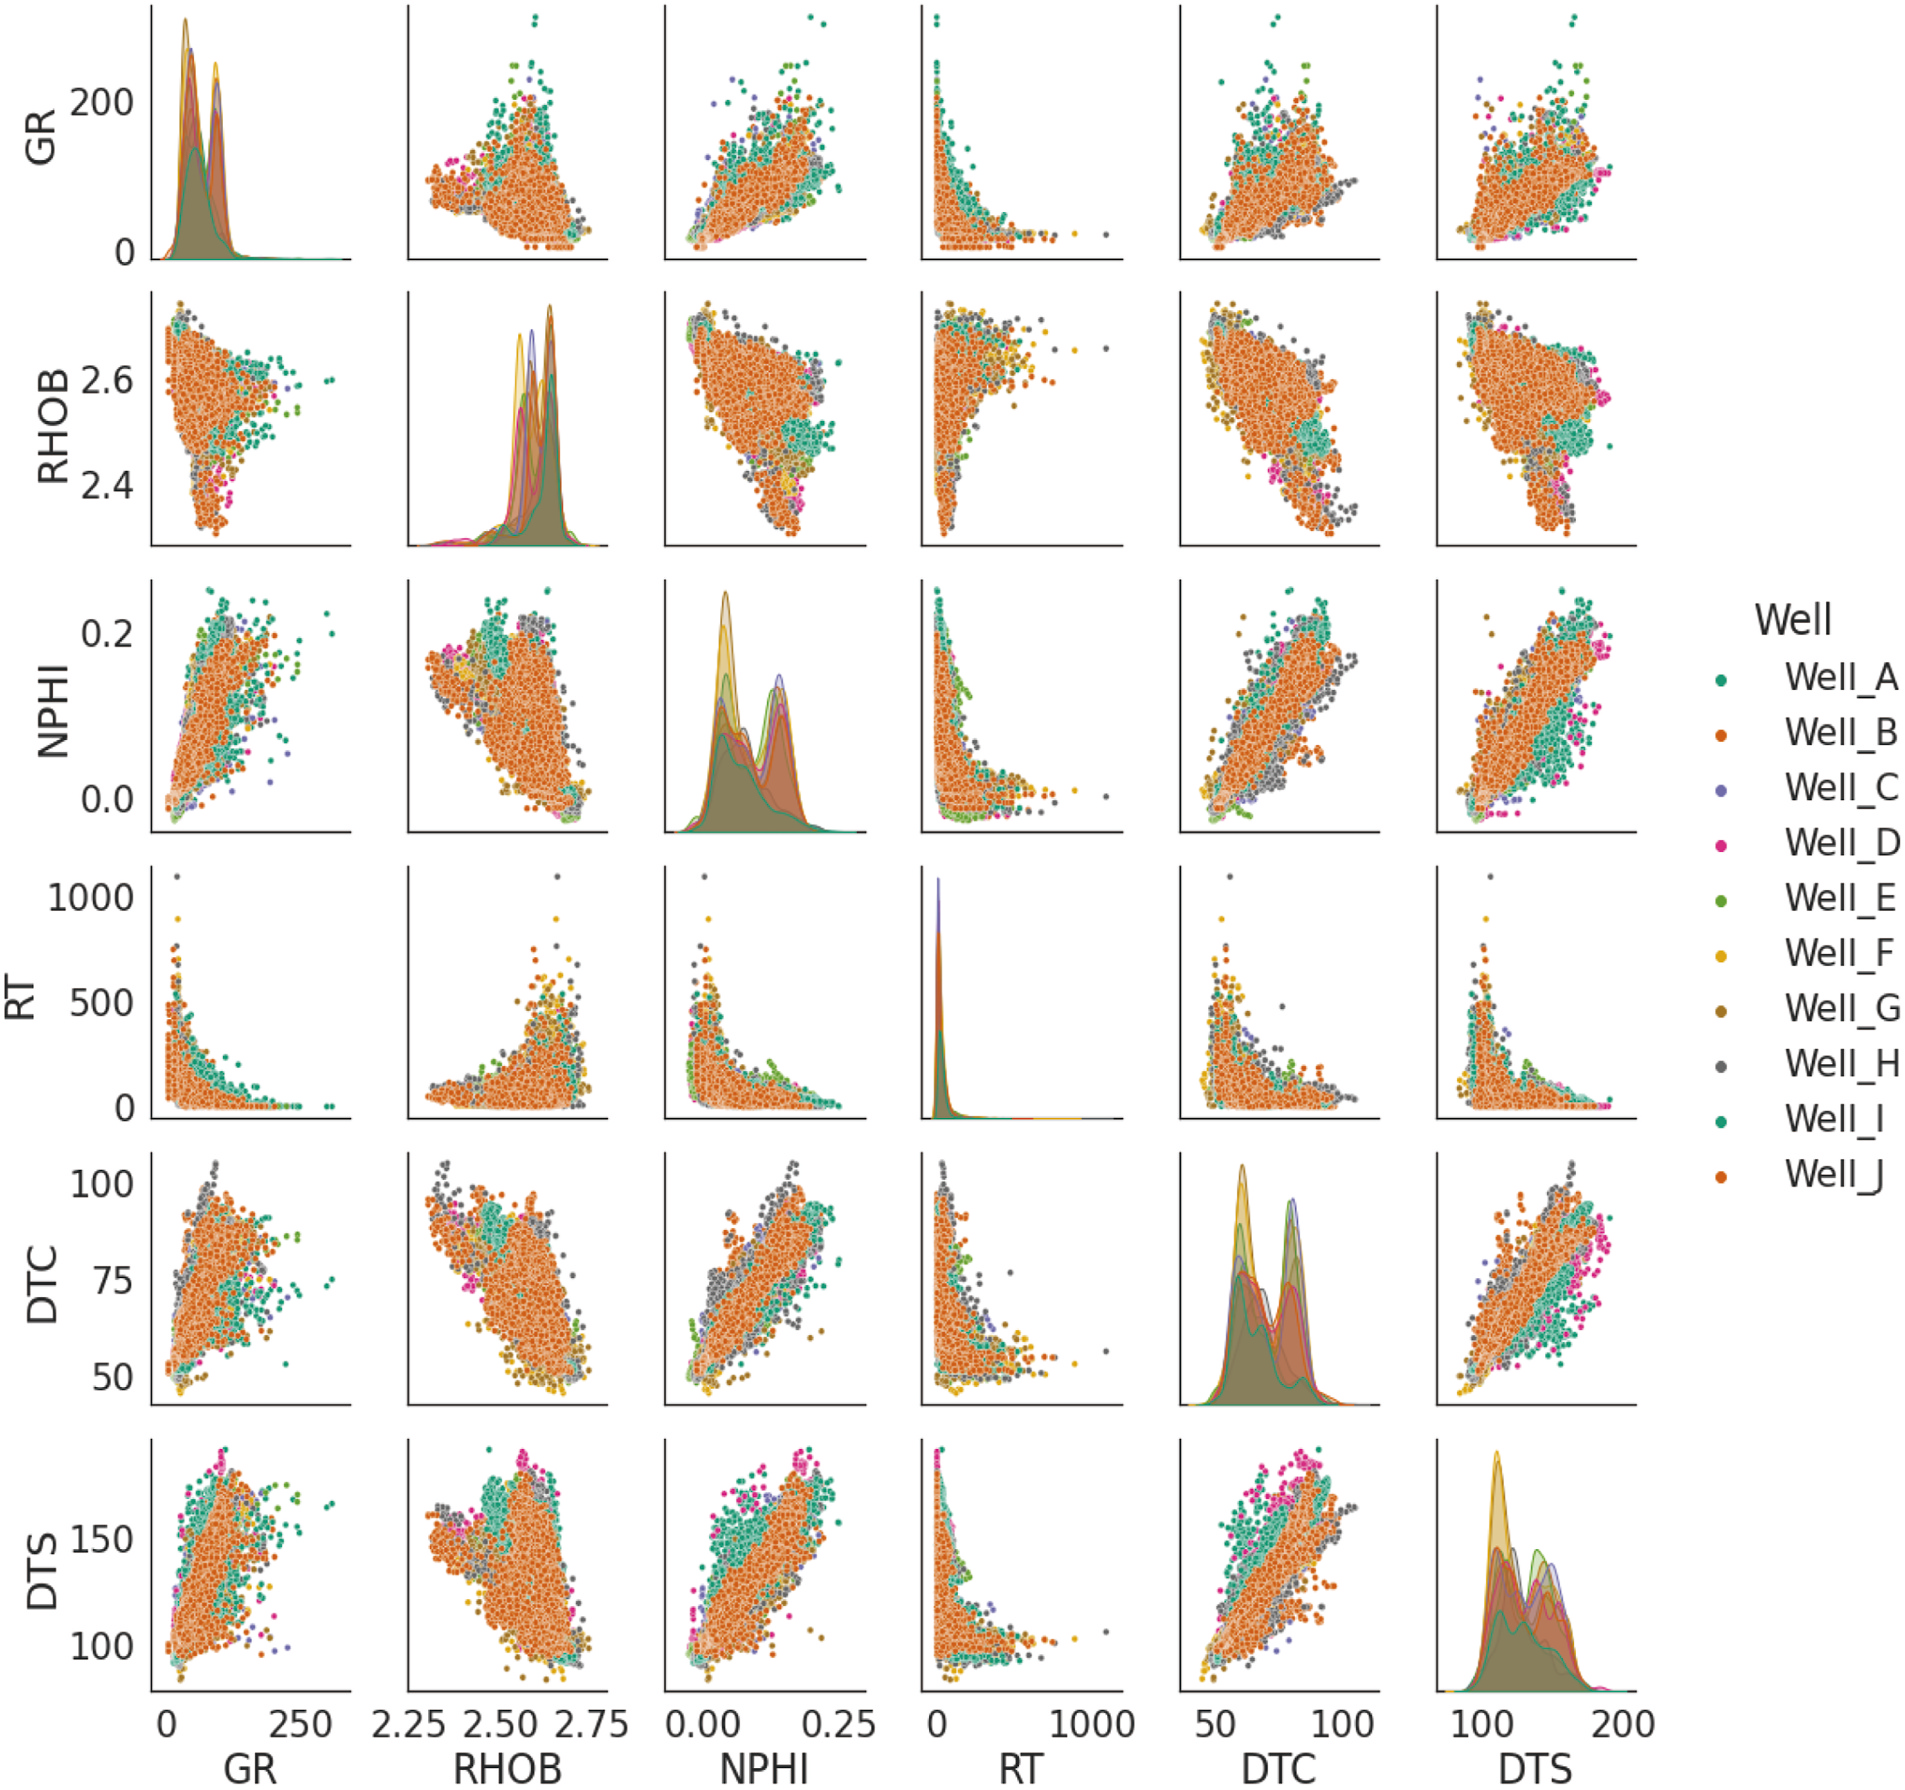 GR
200
0
RHOB
2.6
2.4
NPHI
0.2
0.0
RT
1000
500
0
DTC
100
75
50
DTS
150
100
0 250 2.25 2.50 2.75 0.00 0.25 0 1000 50 100 100 200
GR RHOB NPHI RT DTC DTS
Well
Well_A
Well_B
Well_C
Well_D
Well_E
Well_F
Well_G
Well_H
Well_I
Well_J